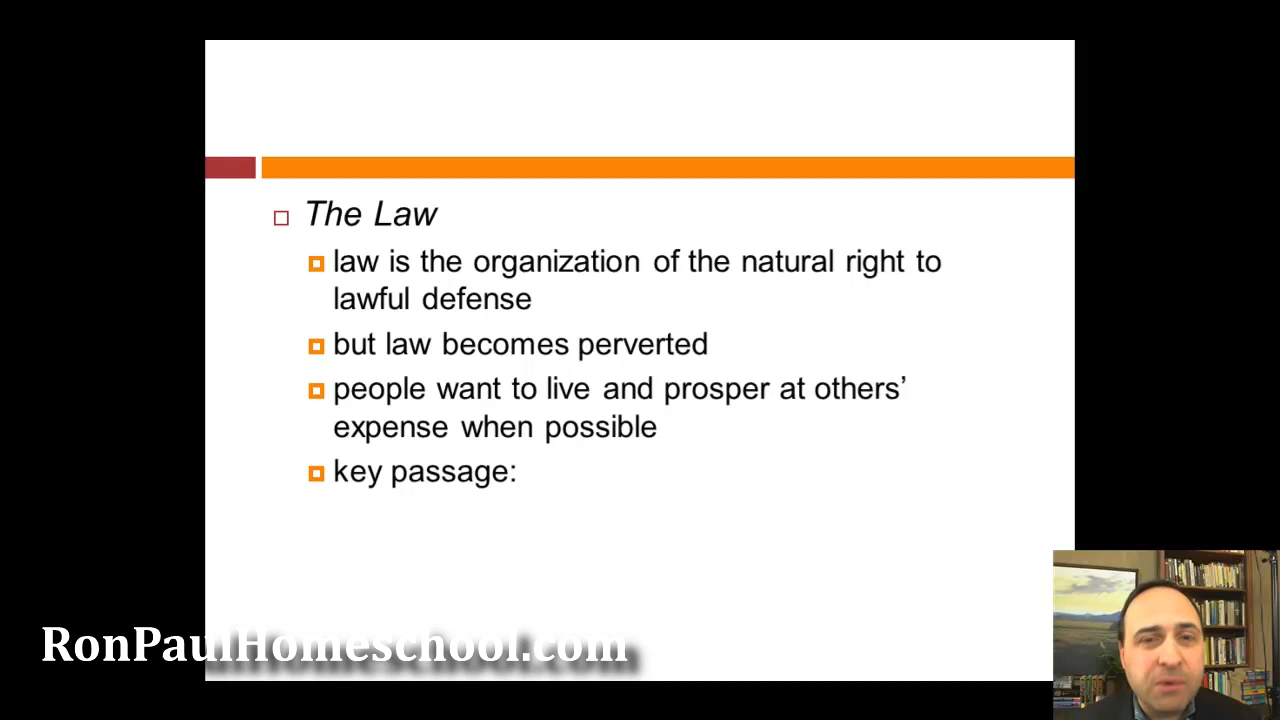 The Law
law is the organization of the natural right to
lawful defense
but law becomes perverted
people want to live and prosper at others’
expense when possible
key passage:
RonPaulHomeschool.com